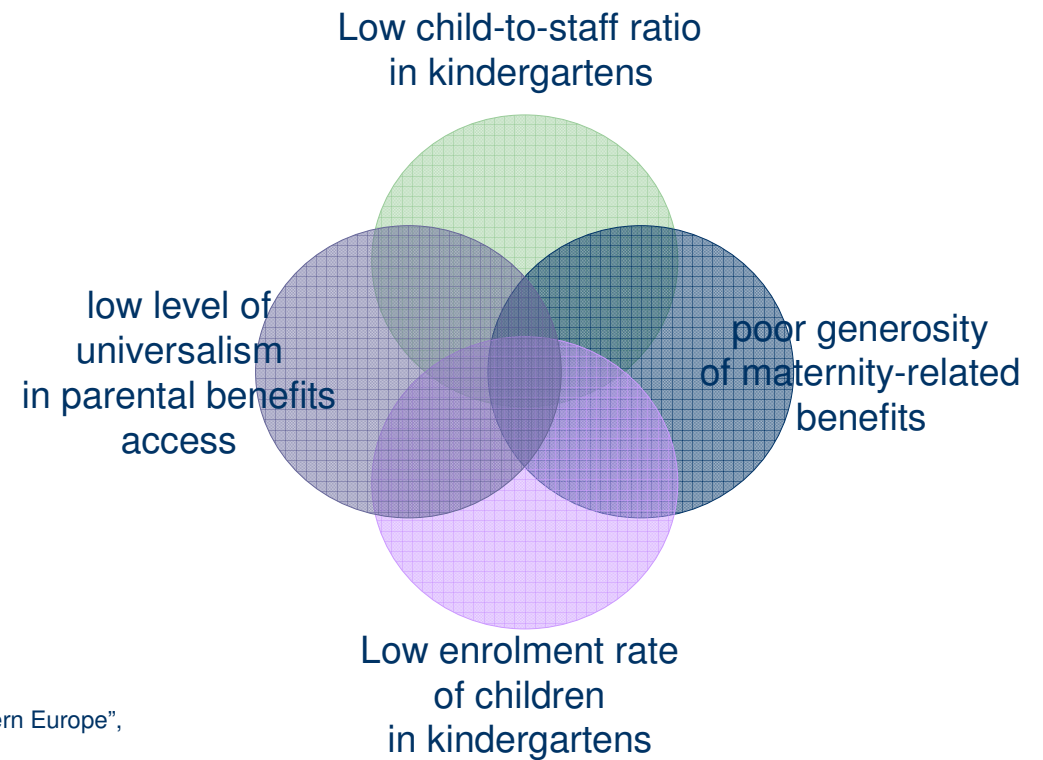 Low child-to-staff ratio
in kindergartens
low level of
universalism
in parental benefits
access
poor generosity
of maternity-related
benefits
Low enrolment rate
of children
in kindergartens
Europe”,